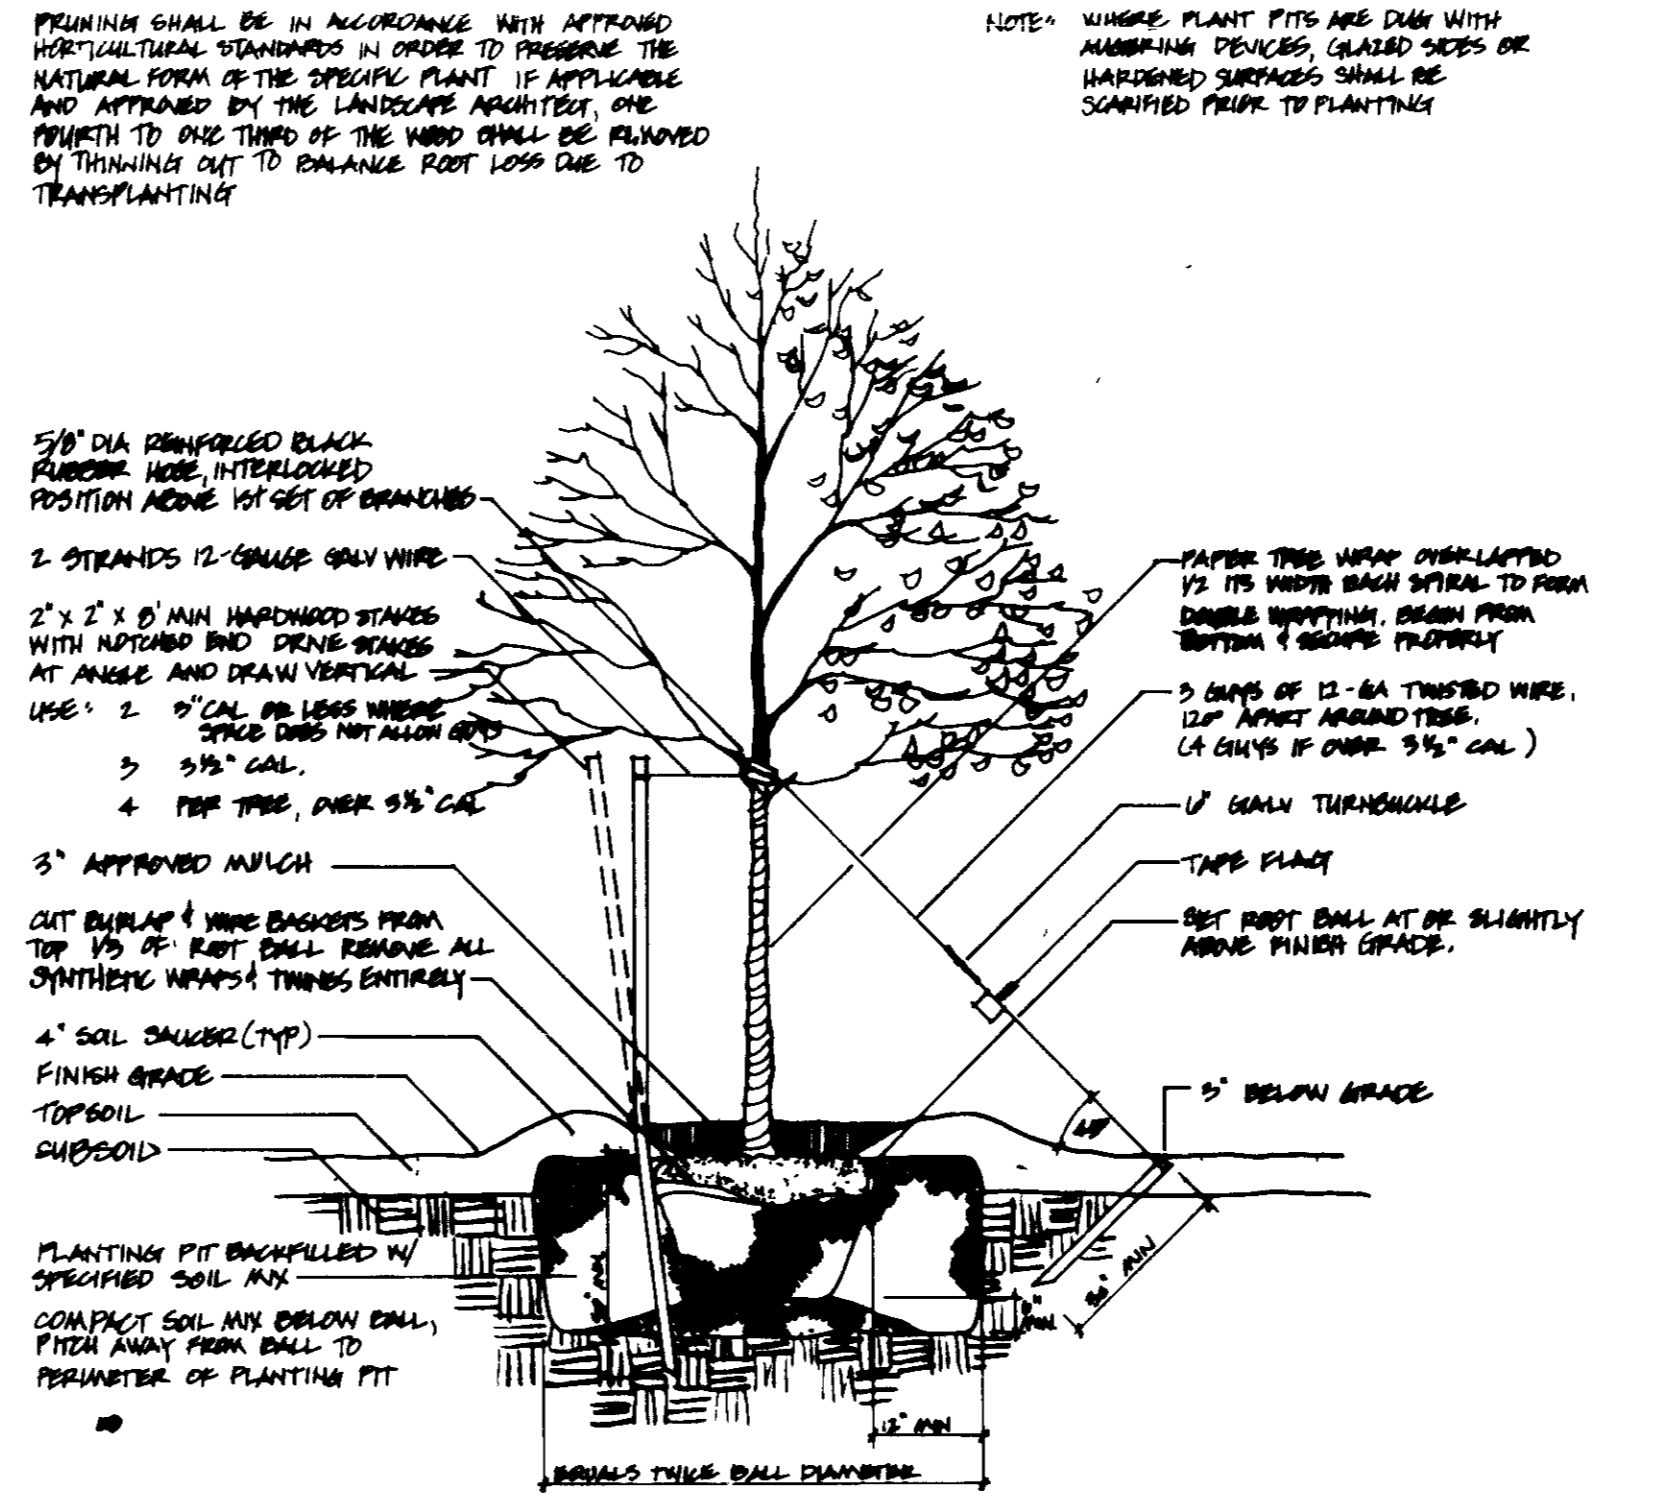 PRUNING SHALL BE IN ACCORDANCE WITH APPROVED
HORTICULTURAL STANDARDS IN ORDER TO PRESERVE THE
NATURAL FORM OF THE SPECIFIC PLANT IF APPLICABLE
AND APPROVED BY THE LANDSCAPE ARCHITECT, ONE
FOURTH TO ONE THIRD OF THE WOOD SHALL BE REMOVED
BY THINNING OUT TO BALANCE ROOT LOSS DUE TO
TRANSPLANTING
NOTE: WHERE PLANT PITS ARE DUG WITH
AUGERING DEVICES, GLAZED SIDES OR
HARDENED SURFACES SHALL BE
SCARIFIED PRIOR TO PLANTING
5/8" DIA REINFORCED BLACK
RUBBER HOSE, INTERLOCKED
POSITION ABOVE 1st SET OF BRANCHES
2 STRANDS 12-GAUGE GALV WIRE
2" X 2" X 8' MIN HARDWOOD STAKES
WITH NOTCHED END DRIVE STAKES
AT ANGLE AND DRAW VERTICAL
USE: 2 3" CAL OR LESS WHERE
SPACE DOES NOT ALLOW GUYS
3 3½" CAL.
4 PER TREE, OVER 3½" CAL
3" APPROVED MULCH
CUT BURLAP & WIRE BASKETS FROM
TOP 1/3 OF ROOT BALL REMOVE ALL
SYNTHETIC WRAPS & TWINES ENTIRELY
4" SOIL SAUCER (TYP)
FINISH GRADE
TOPSOIL
SUBSOIL
PLANTING PIT BACKFILLED W/
SPECIFIED SOIL MIX
COMPACT SOIL MIX BELOW BALL,
PITCH AWAY FROM BALL TO
PERIMETER OF PLANTING PIT
PAPER TREE WRAP OVERLAPPED
1/2 ITS WIDTH EACH SPIRAL TO FORM
DOUBLE WRAPPING. BEGIN FROM
BOTTOM & SECURE PROPERLY
3 GUYS OF 12-GA TWISTED WIRE,
120° APART AROUND TREE.
(4 GUYS IF OVER 3½" CAL)
6" GALV TURNBUCKLE
TAPE FLAG
SET ROOT BALL AT OR SLIGHTLY
ABOVE FINISH GRADE.
3" BELOW GRADE
45°
36" MIN
MIN
6"
MIN
12" MIN
EQUALS TWICE BALL DIAMETER